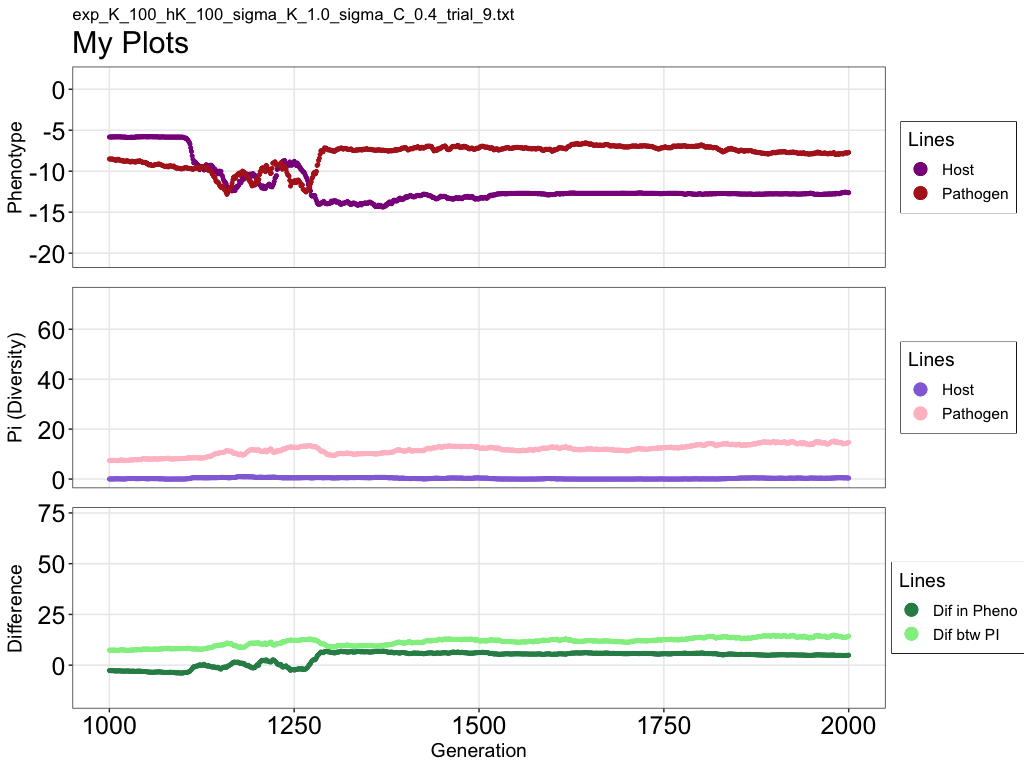 exp_K_100_hK_100_sigma_K_1.0_sigma_C_0.4_trial_9.txt
My Plots
Phenotype
0
-5
-10
-15
-20
Lines
Host
Pathogen
Pi (Diversity)
60
40
20
0
Lines
Host
Pathogen
Difference
75
50
25
0
Lines
Dif in Pheno
Dif btw PI
1000 1250 1500 1750 2000
Generation